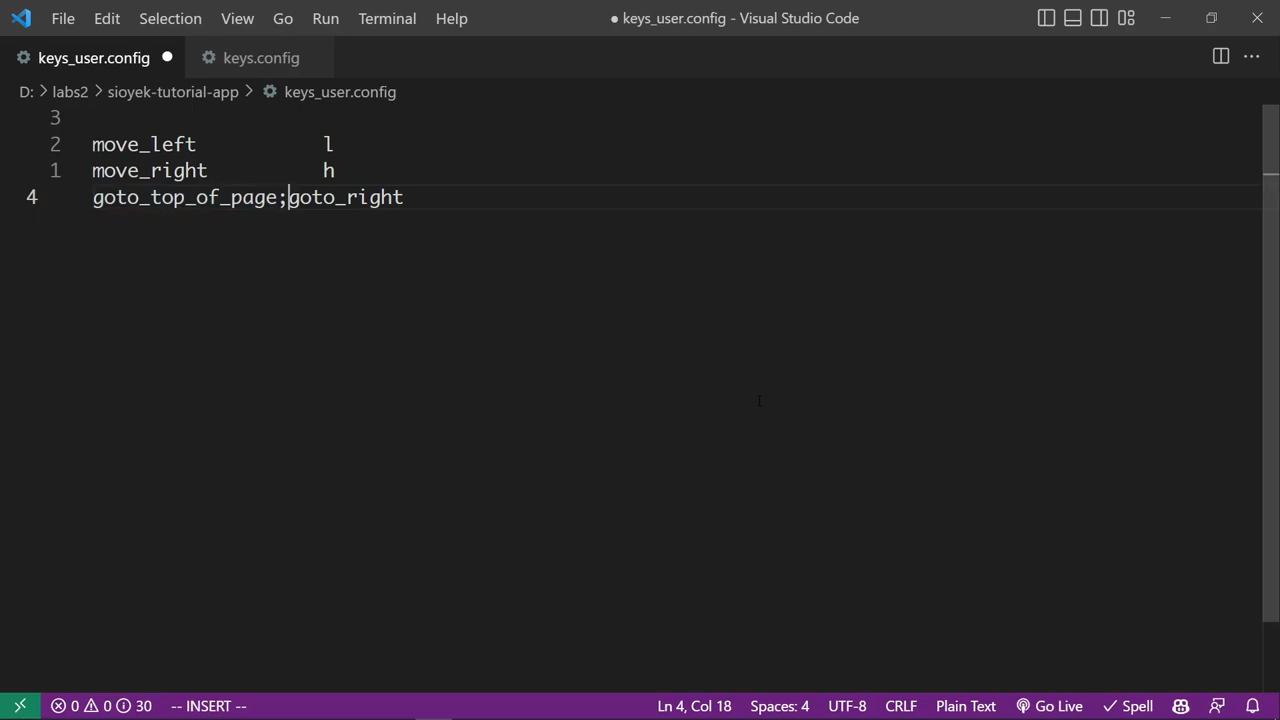 File Edit Selection View Go Run Terminal Help ● keys_user.config - Visual Studio Code
keys_user.config keys.config
D: > labs2 > sioyek-tutorial-app > keys_user.config
3
2 move_left l
1 move_right h
4 goto_top_of_page;goto_right
0 0 30 -- INSERT -- Ln 4, Col 18 Spaces: 4 UTF-8 CRLF Plain Text Go Live Spell